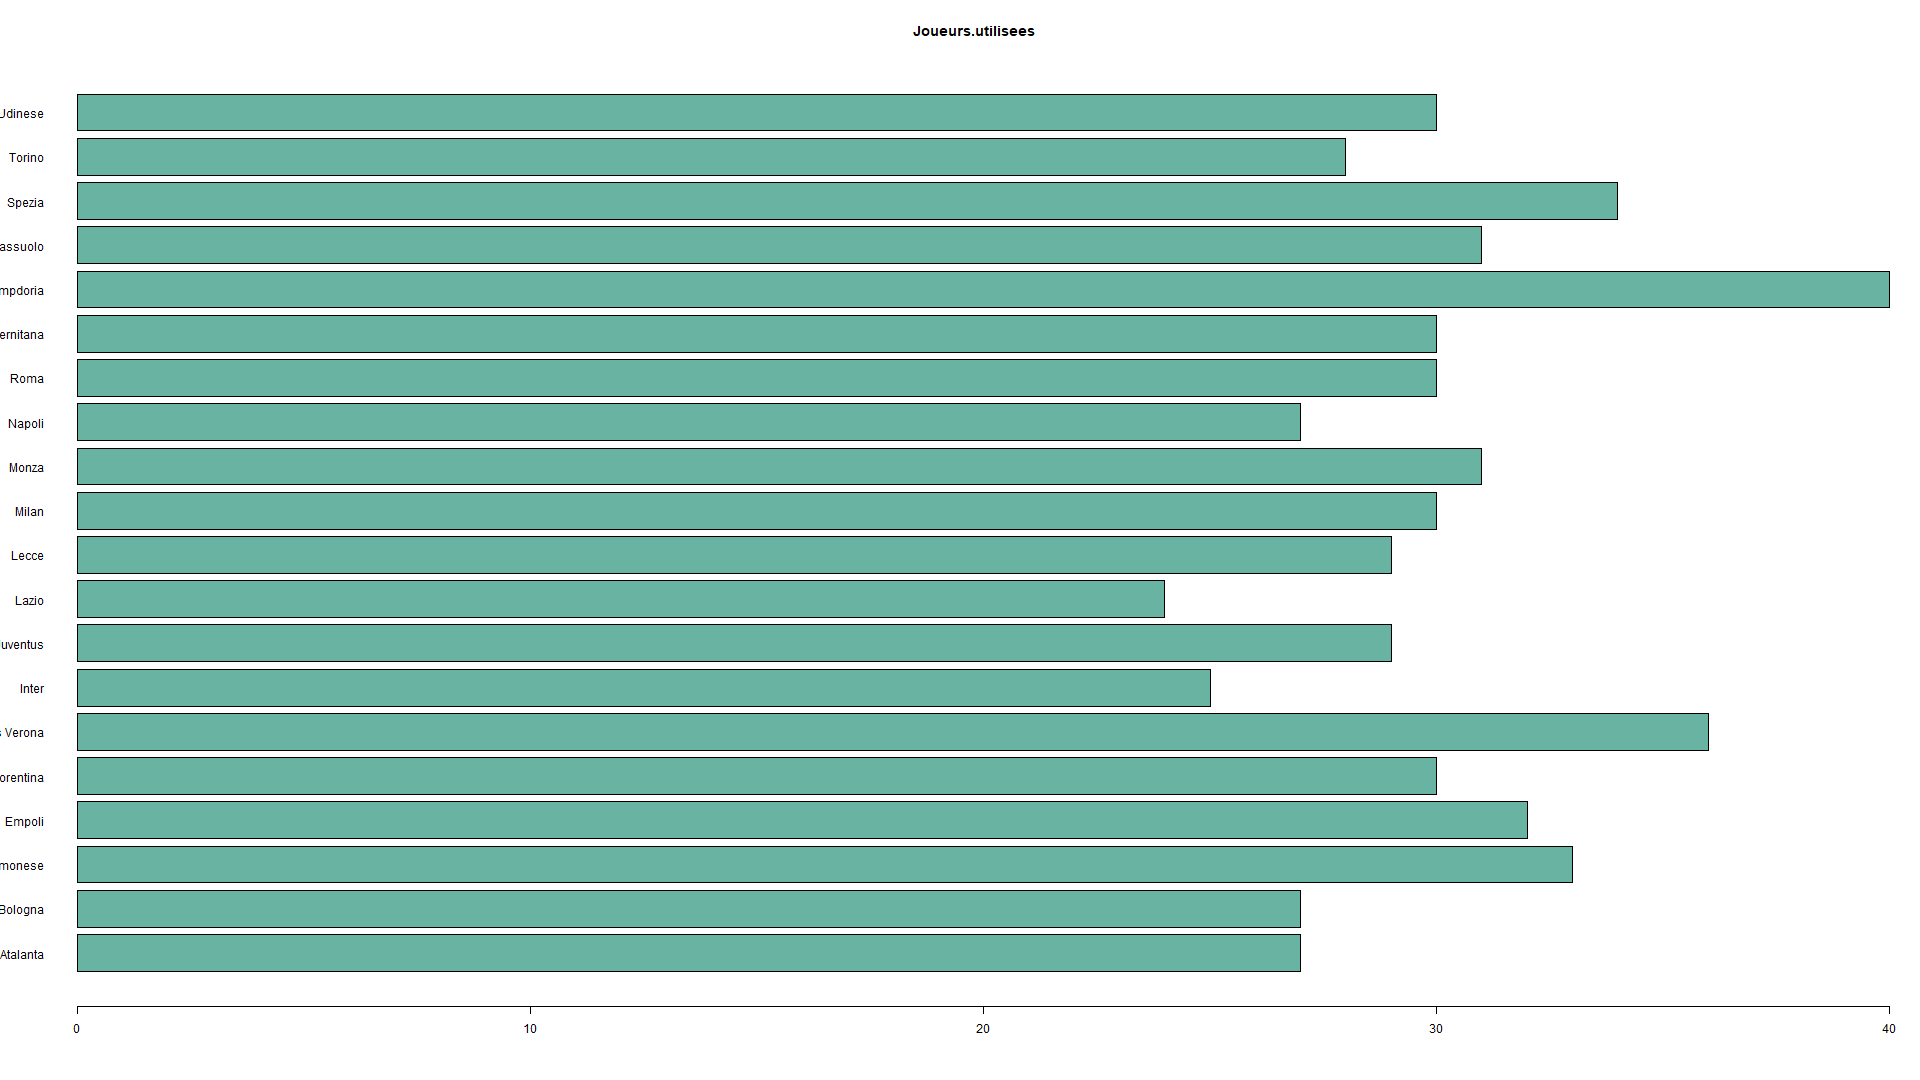 Joueurs.utilisees
Udinese
Torino
Spezia
assuolo
mpdoria
ernitana
Roma
Napoli
Monza
Milan
Lecce
Lazio
Juventus
Inter
s Verona
orentina
Empoli
monese
Bologna
Atalanta
0 10 20 30 40